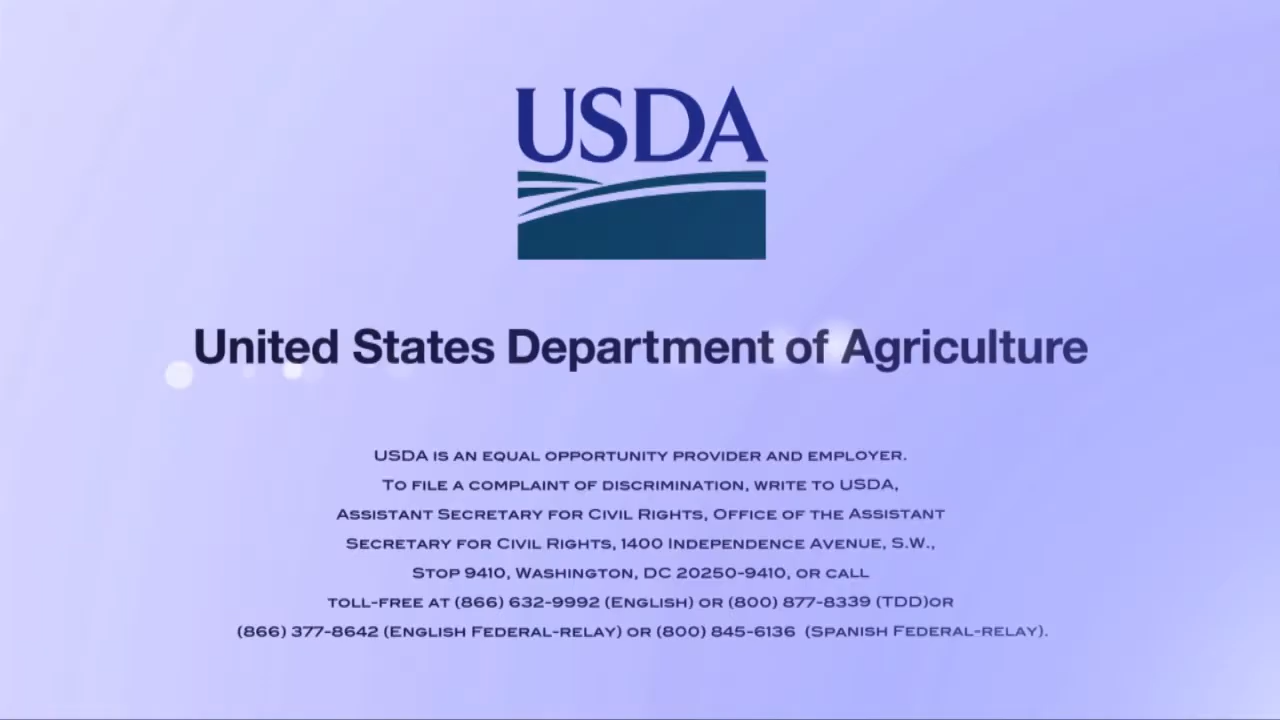 USDA
United States Department of Agriculture
USDA is an equal opportunity provider and employer.
To file a complaint of discrimination, write to USDA,
Assistant Secretary for Civil Rights, Office of the Assistant
Secretary for Civil Rights, 1400 Independence Avenue, S.W.,
Stop 9410, Washington, DC 20250-9410, or call
toll-free at (866) 632-9992 (English) or (800) 877-8339 (TDD)or
(866) 377-8642 (English Federal-relay) or (800) 845-6136 (Spanish Federal-relay).